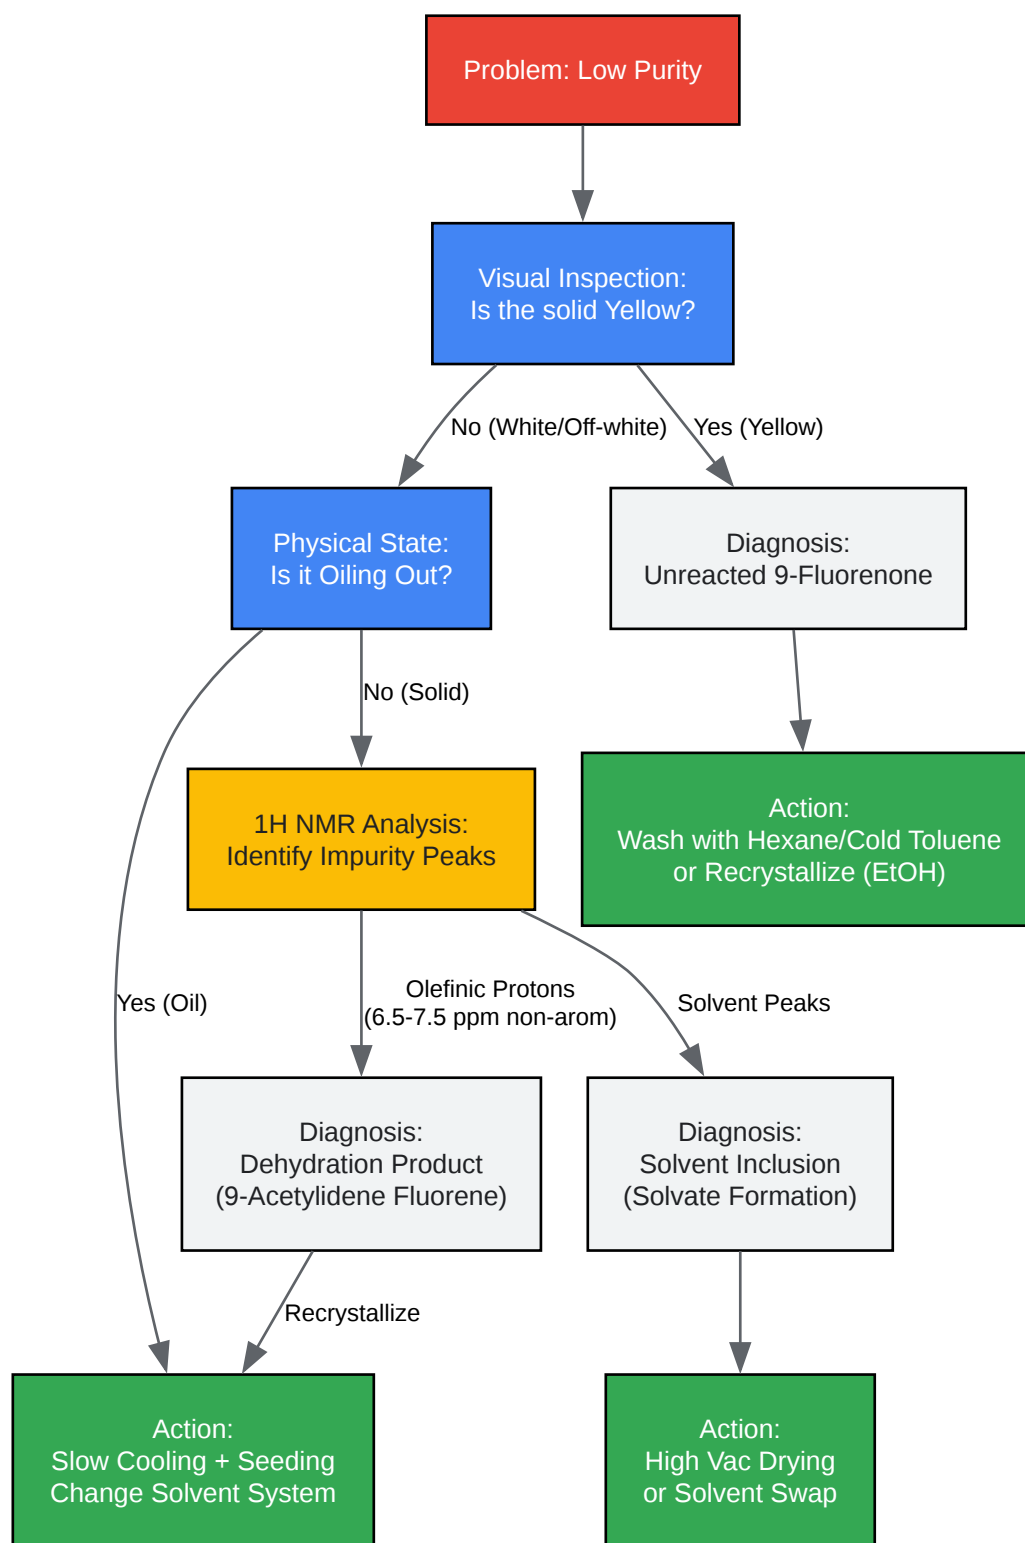 Problem: Low Purity
Visual Inspection:
Is the solid Yellow?
No (White/Off-white)
Yes (Yellow)
Physical State:
Is it Oiling Out?
Diagnosis:
Unreacted 9-Fluorenone
No (Solid)
1H NMR Analysis:
Identify Impurity Peaks
Action:
Wash with Hexane/Cold Toluene
or Recrystallize (EtOH)
Yes (Oil)
Olefinic Protons
(6.5-7.5 ppm non-arom)
Solvent Peaks
Diagnosis:
Dehydration Product
(9-Acetylidene Fluorene)
Diagnosis:
Solvent Inclusion
(Solvate Formation)
Recrystallize
Action:
Slow Cooling + Seeding
Change Solvent System
Action:
High Vac Drying
or Solvent Swap